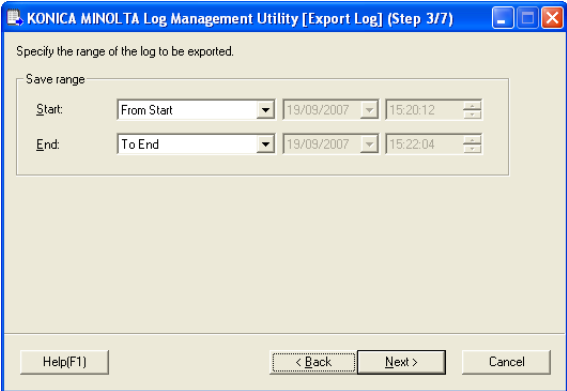 KONICA MINOLTA Log Management Utility [Export Log] (Step 3/7)
Specify the range of the log to be exported.
Save range
Start: From Start 19/09/2007 15:20:12
End: To End 19/09/2007 15:22:04
Help(F1) < Back Next > Cancel